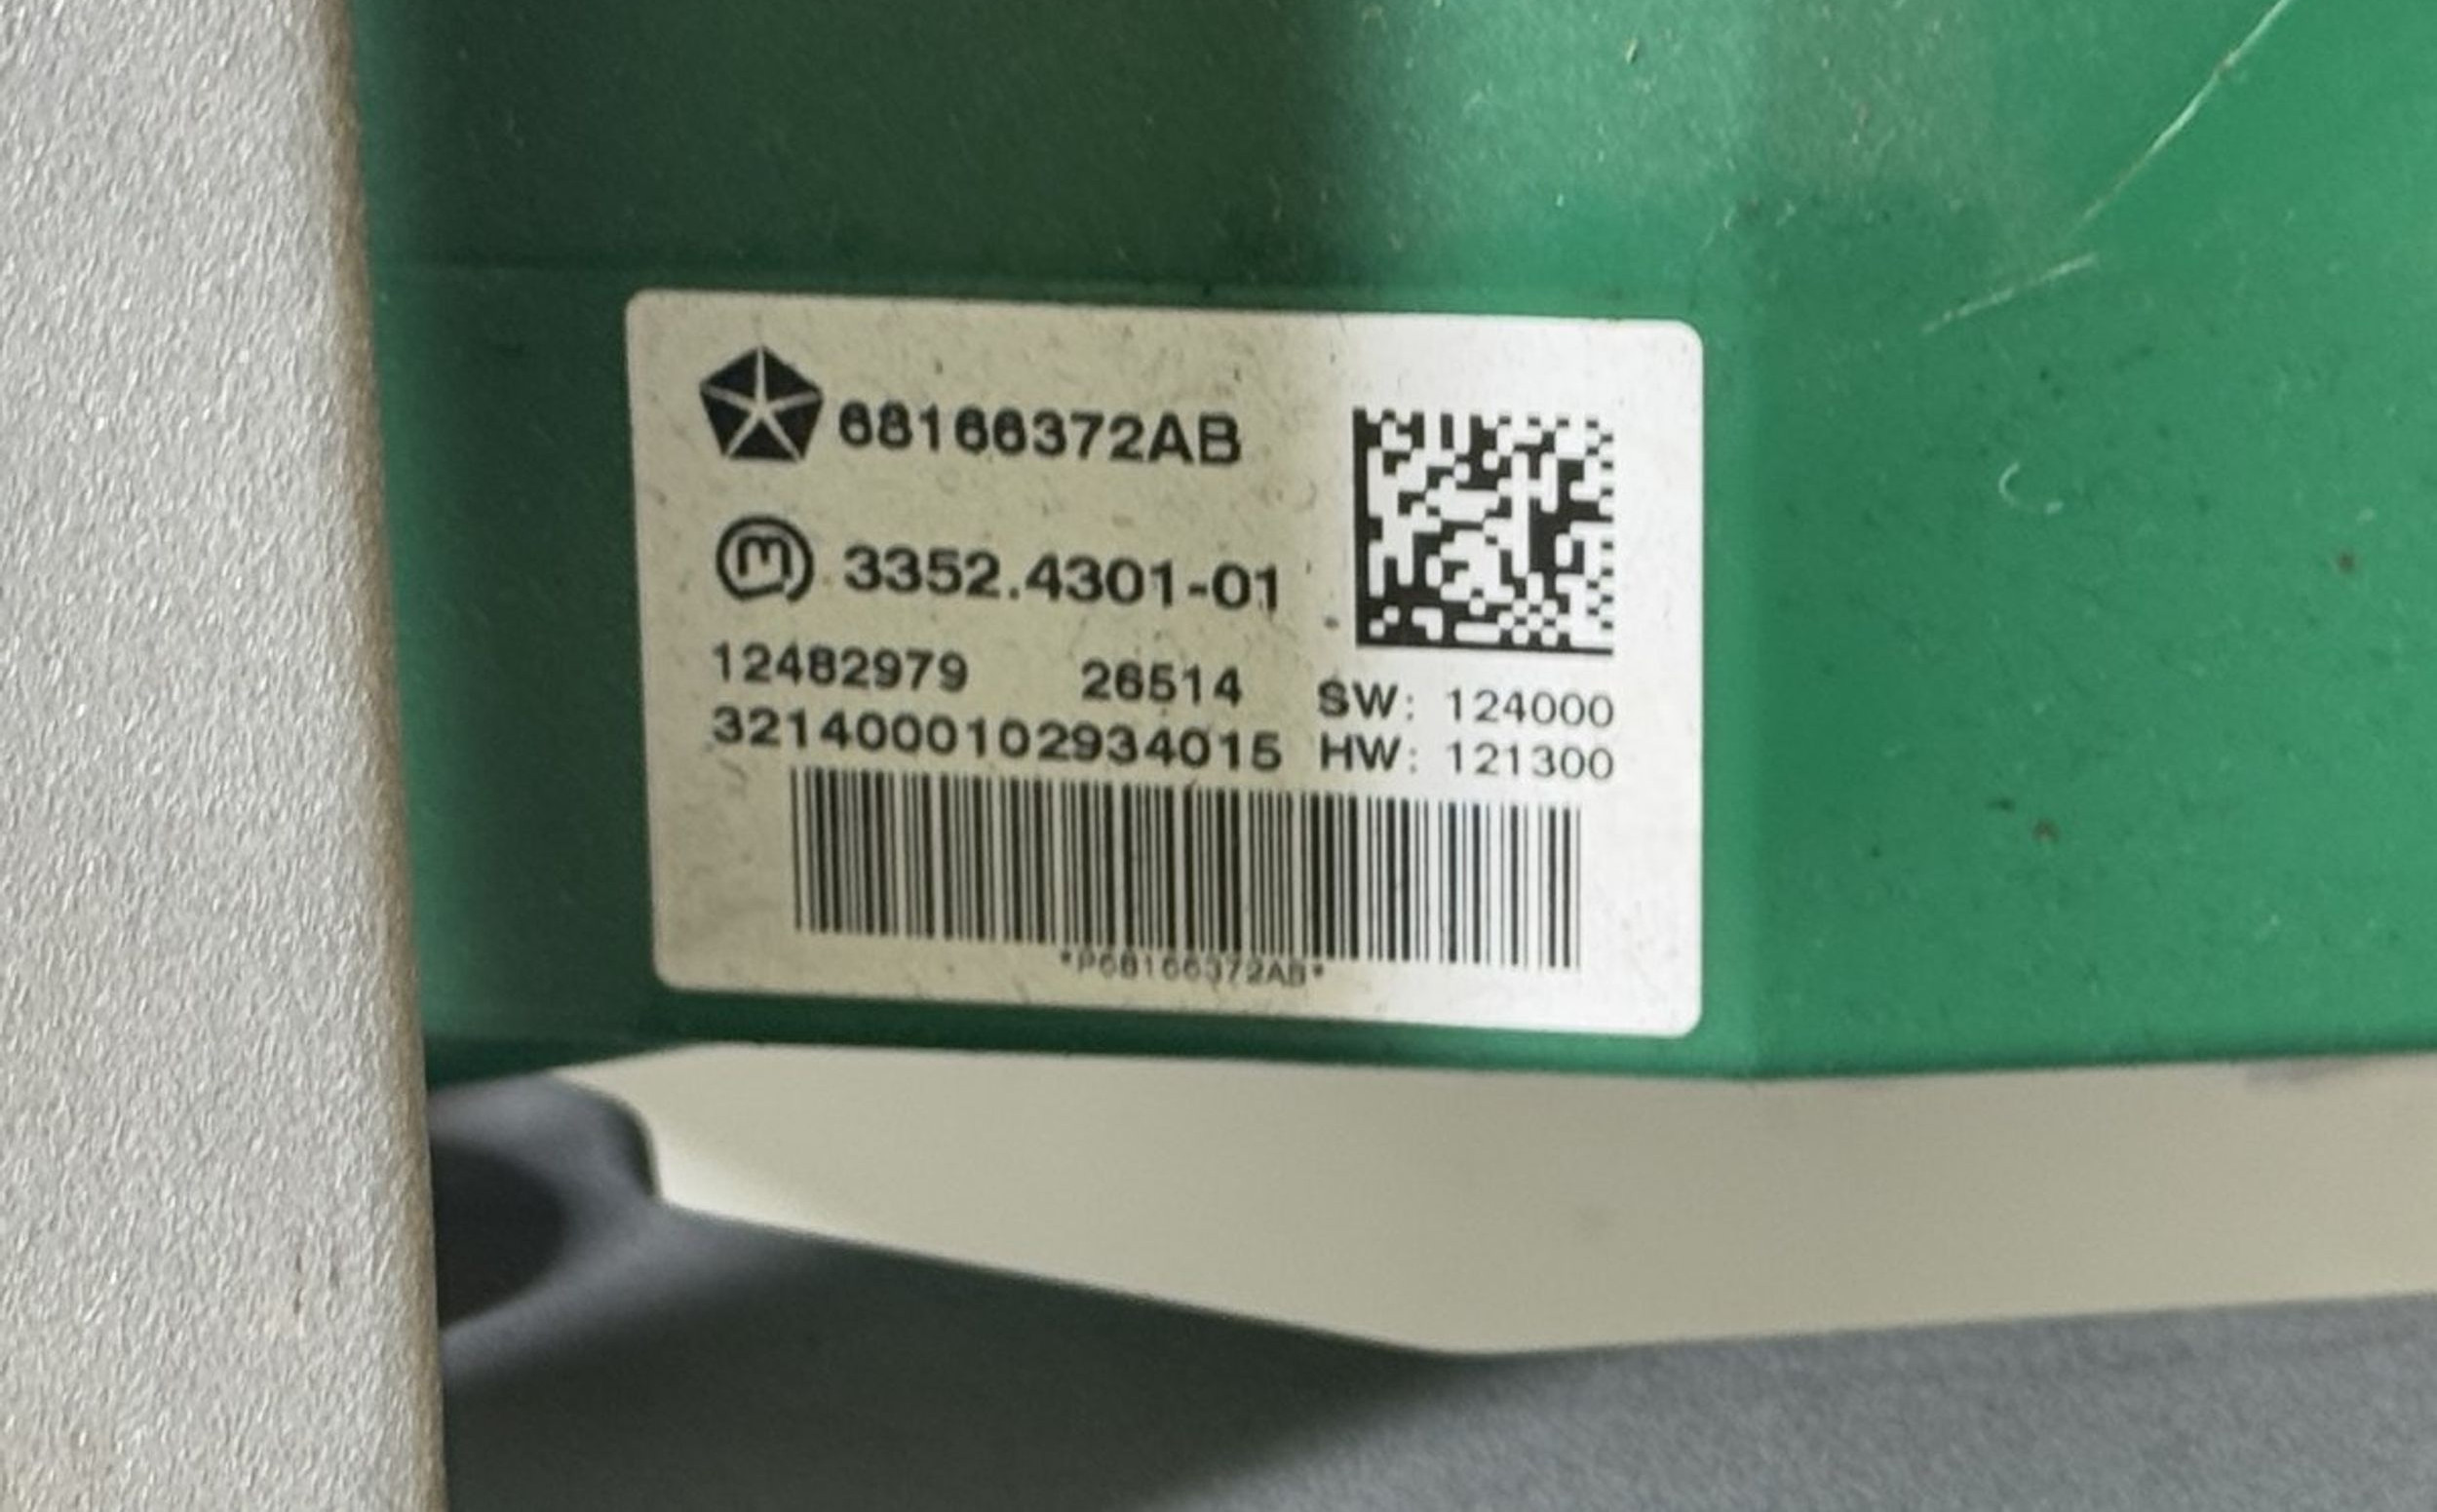 68166372AB
m 3352.4301-01
12482979 26514 SW: 124000
3214000102934015 HW: 121300
*P68166372AB*